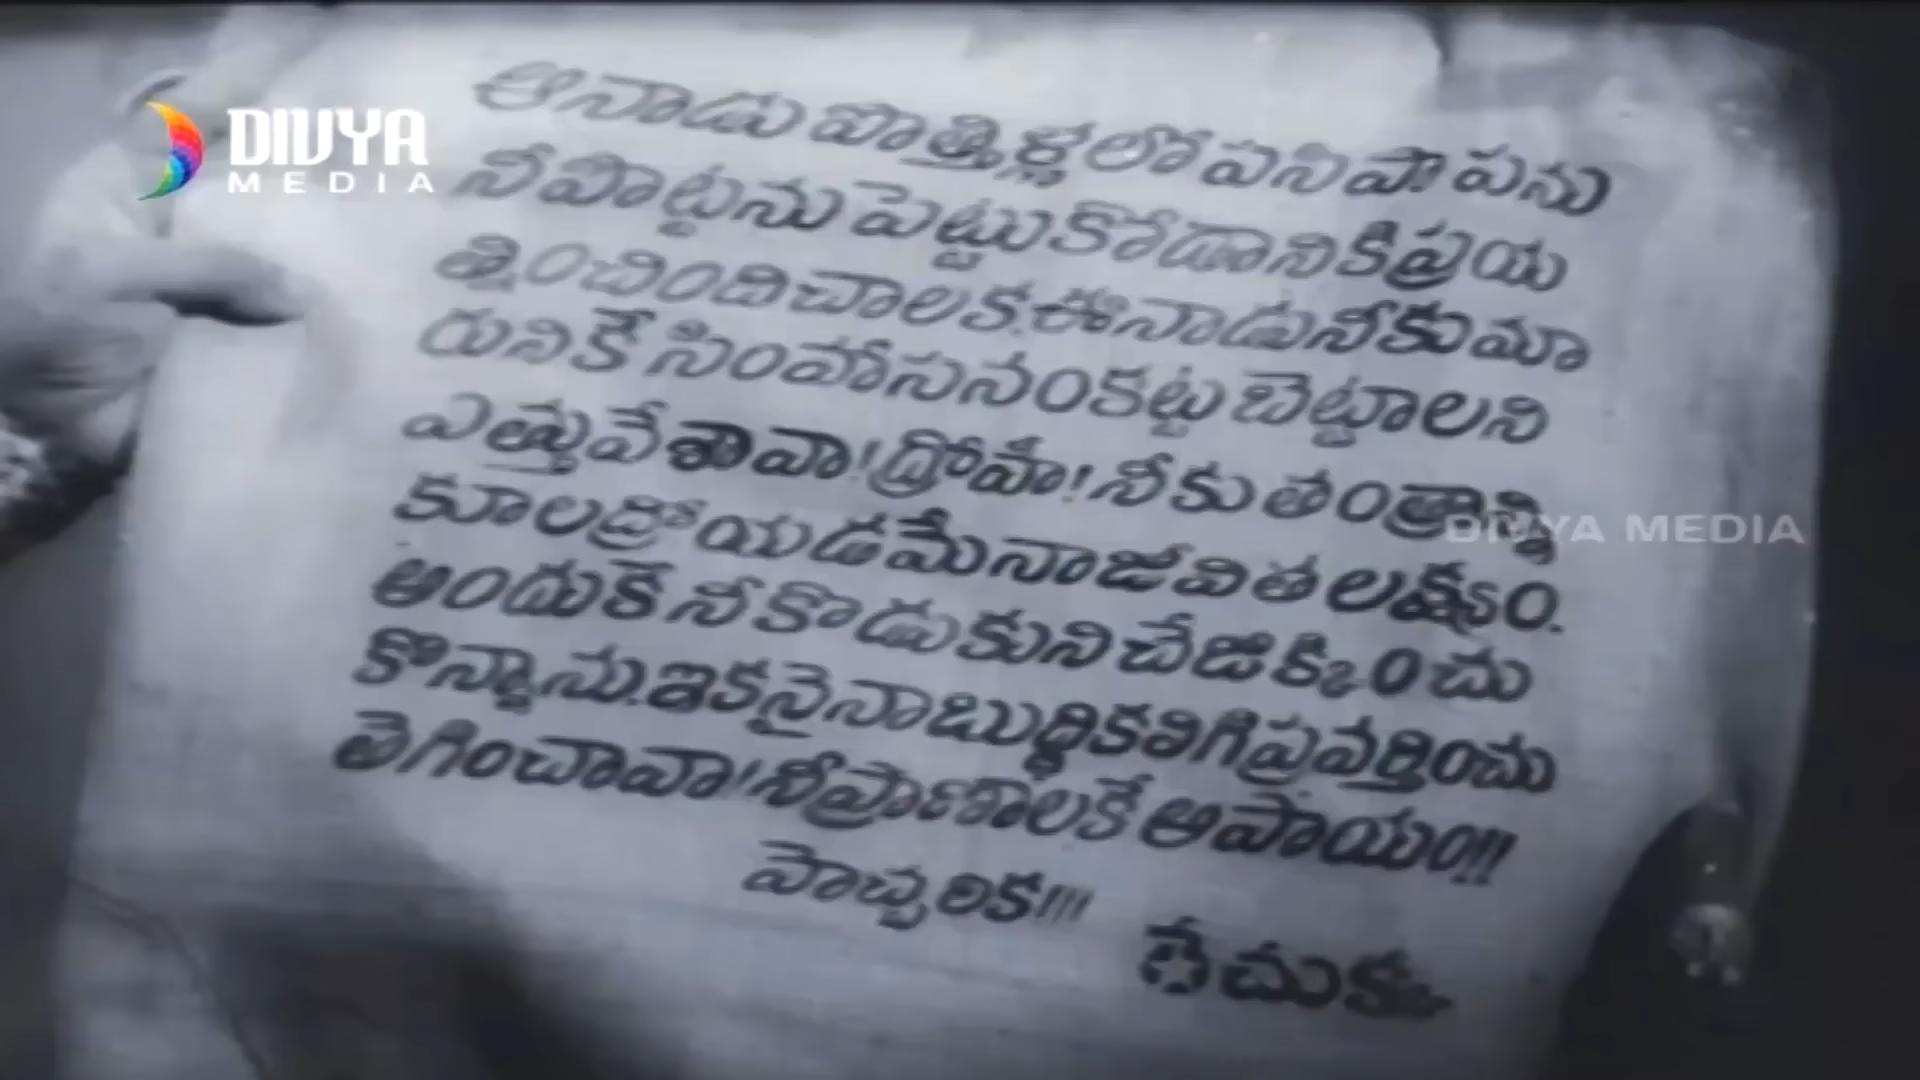 DIVYA
MEDIA
ఆనాడు పొత్తిళ్లలో పసిపాపను
నీ పొట్టను పెట్టుకోడానికి ప్రయ
త్నించింది చాలక. ఈనాడు నీ కుమా
రునికే సింహాసనం కట్టబెట్టాలని
ఎత్తు వేశావా! ద్రోహీ! నీ కుతంత్రాన్ని
కూలద్రోయడమే నా జీవిత లక్ష్యం.
అందుకే నీ కొడుకుని చేజిక్కించు
కొన్నాను. ఇకనైనా బుద్ధి కలిగి ప్రవర్తించు
తెగించావా! నీ ప్రాణాలకే అపాయం!!
హెచ్చరిక!!!
చుక్క
DIVYA MEDIA